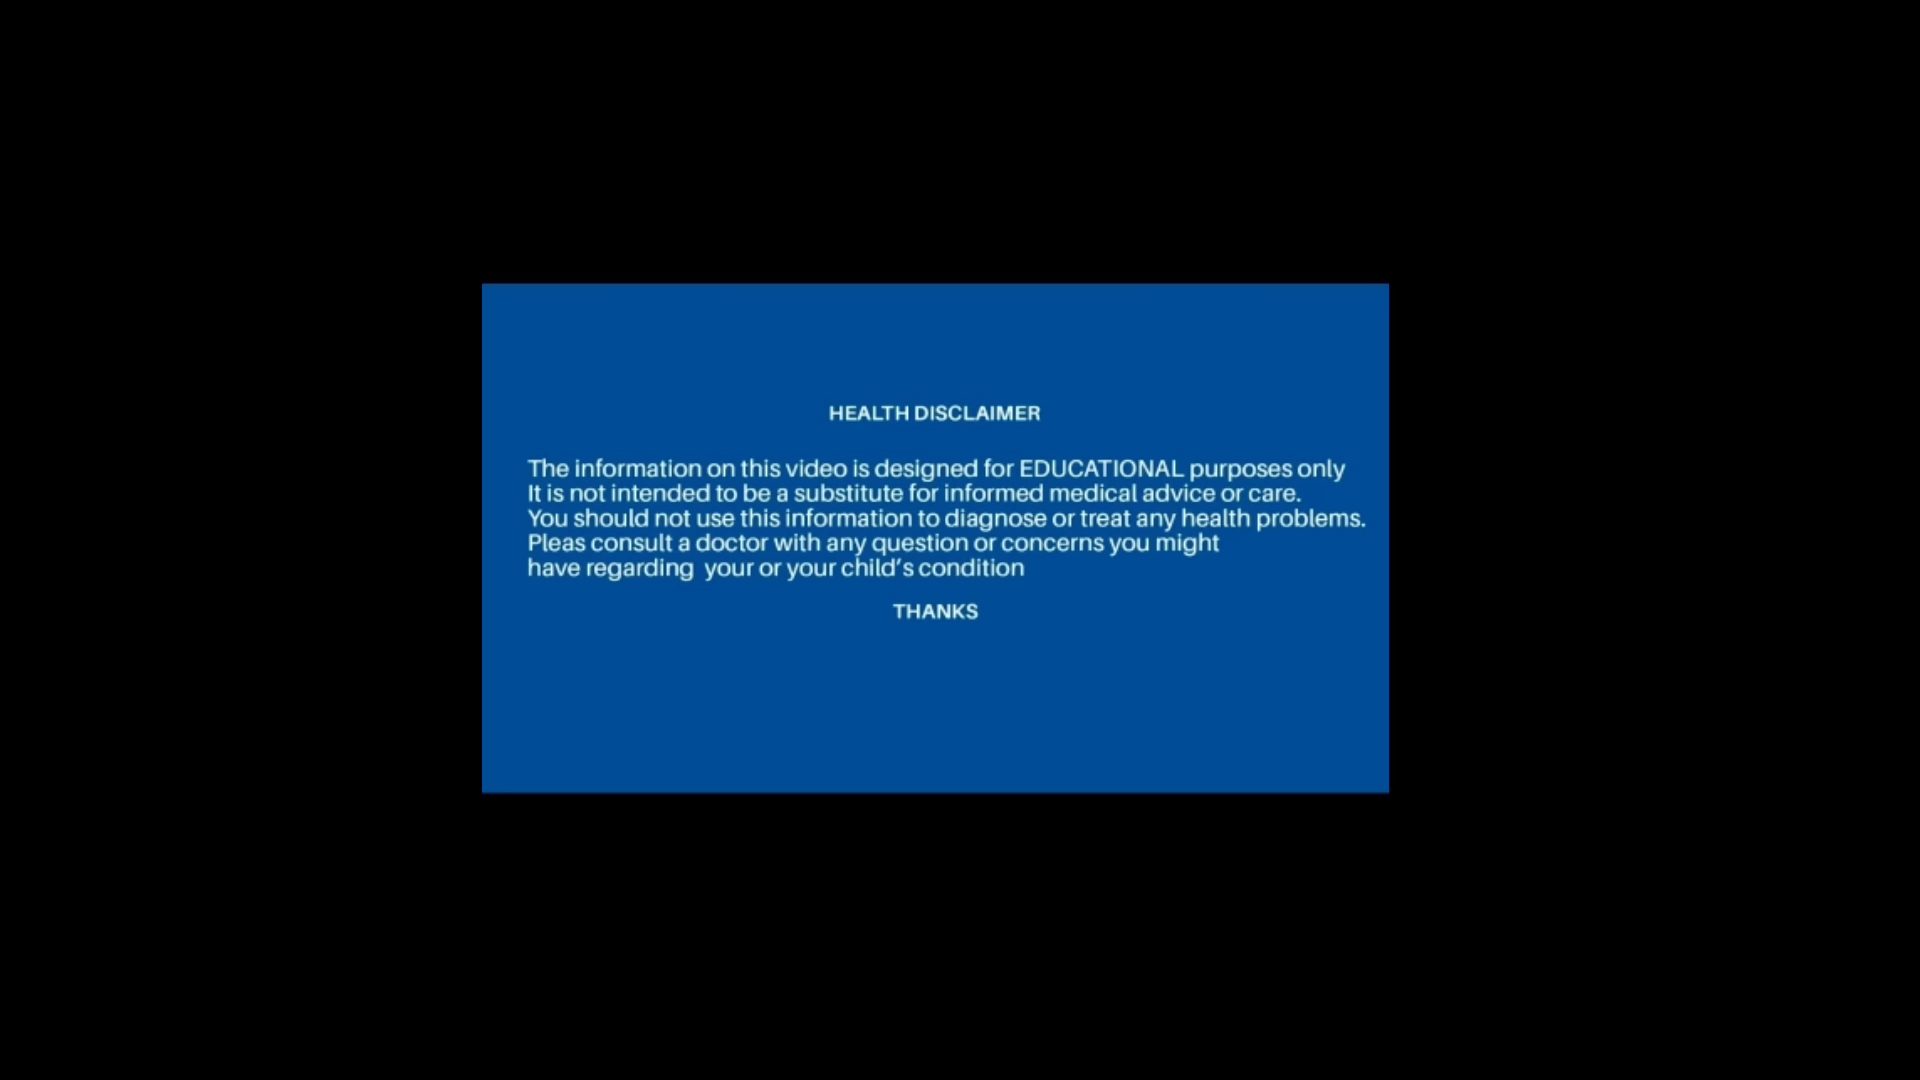 HEALTH DISCLAIMER
The information on this video is designed for EDUCATIONAL purposes only
It is not intended to be a substitute for informed medical advice or care.
You should not use this information to diagnose or treat any health problems.
Pleas consult a doctor with any question or concerns you might
have regarding  your or your child’s condition
THANKS